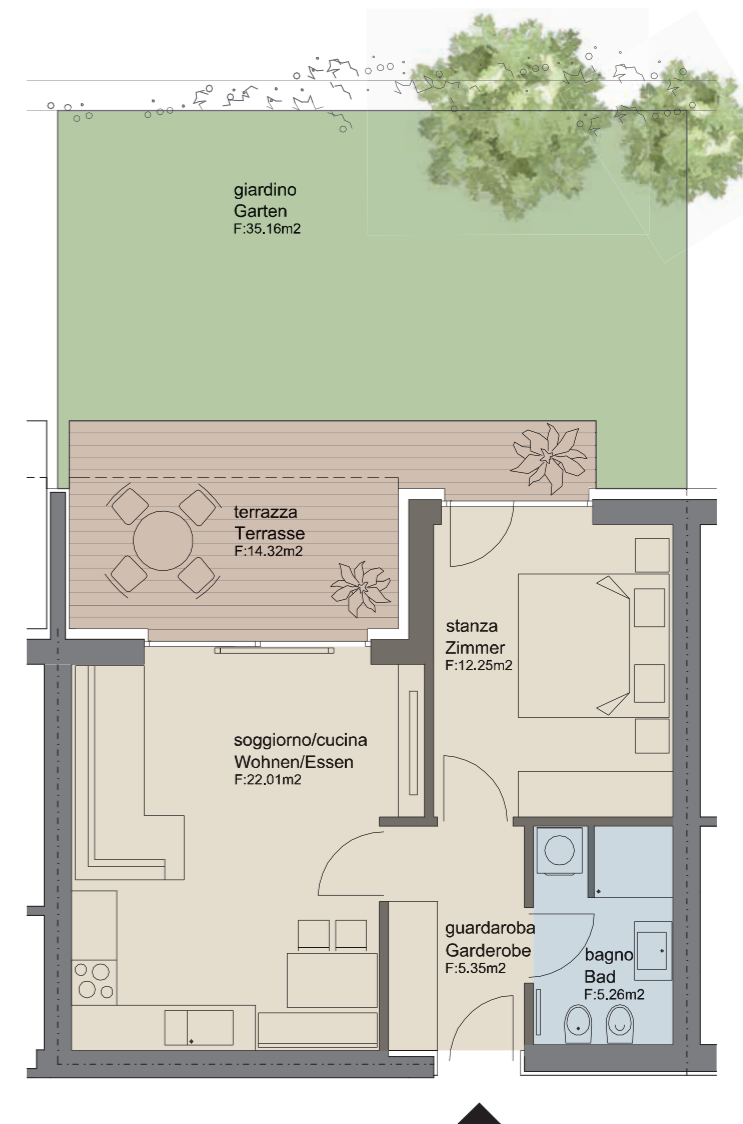 giardino
Garten
F:35.16m2
terrazza
Terrasse
F:14.32m2
stanza
Zimmer
F:12.25m2
soggiorno/cucina
Wohnen/Essen
F:22.01m2
guardaroba
Garderobe
F:5.35m2
bagno
Bad
F:5.26m2